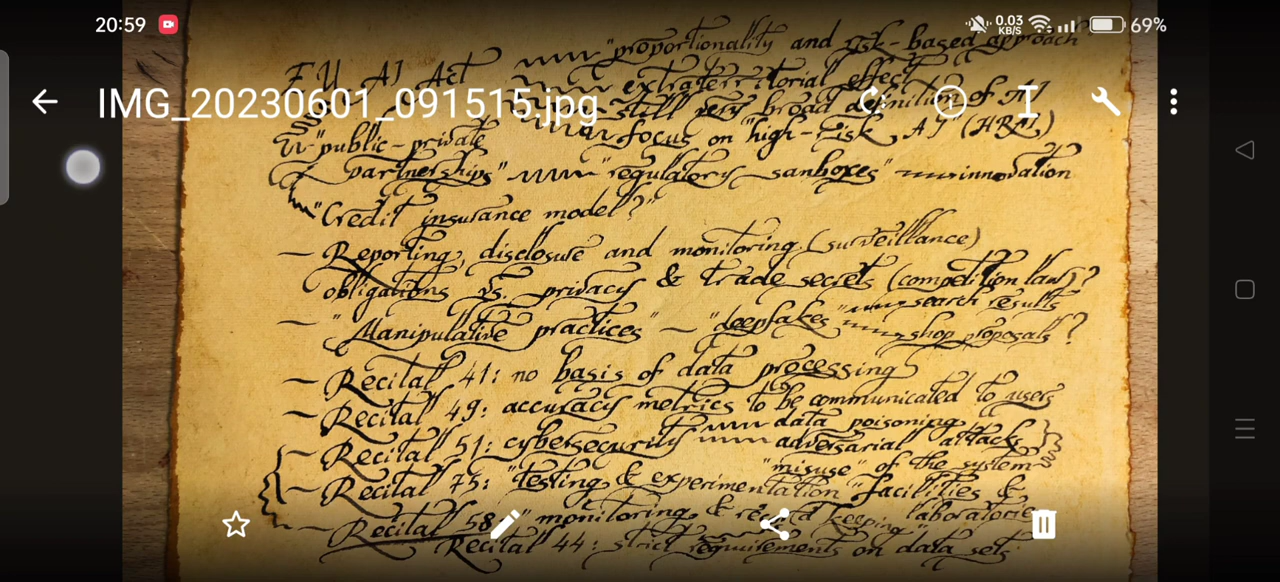 20:59
0.03 KB/S
69%
"proportionality and risk-based approach
EU AI Act extraterritorial effect
still very broad definition of AI
IMG_20230601_091515.jpg
focus on "high-risk AI (HRAI)
"public-private
partnerships" "regulatory sanboxes" innovation
"Credit insurance model?"
— Reporting, disclosure and monitoring (surveillance)
obligations vs. privacy & trade secrets (competition law)?
search results
— "Manipulative practices" — "deepfakes" shop proposals?
— Recital 41: no basis of data processing
— Recital 49: accuracy metrics to be communicated to users
data poisoning
— Recital 51: cybersecurity adversarial attacks
"misuse" of the system
— Recital 75: "testing & experimentation facilities &
laboratories
— Recital 58: "monitoring & record keeping"
Recital 44: strict requirements on data sets